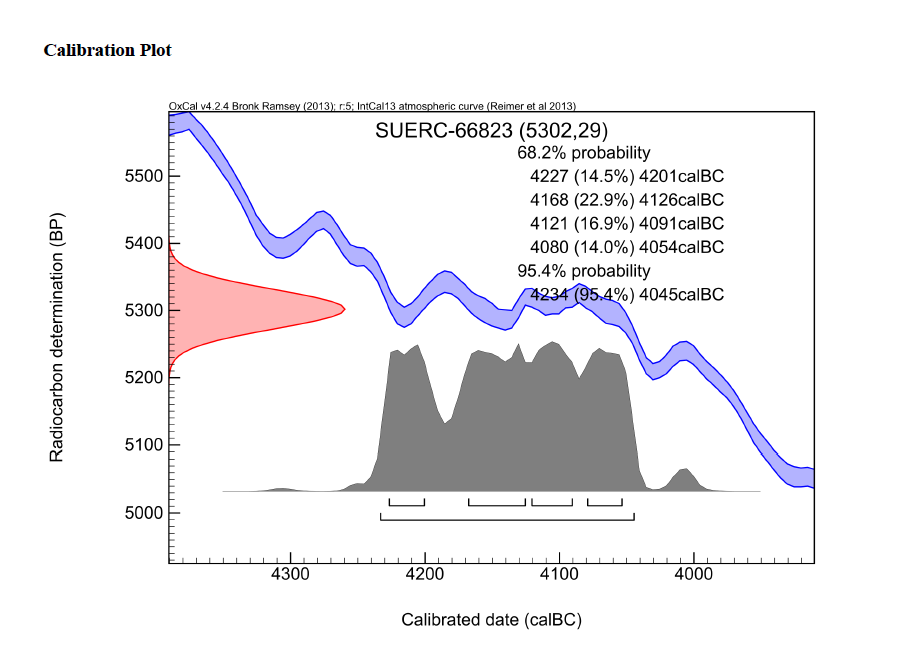 Calibration Plot
OxCal v4.2.4 Bronk Ramsey (2013); r:5; IntCal13 atmospheric curve (Reimer et al 2013)
SUERC-66823 (5302,29)
68.2% probability
4227 (14.5%) 4201calBC
4168 (22.9%) 4126calBC
4121 (16.9%) 4091calBC
4080 (14.0%) 4054calBC
95.4% probability
4234 (95.4%) 4045calBC
Radiocarbon determination (BP)
5500
5400
5300
5200
5100
5000
4300 4200 4100 4000
Calibrated date (calBC)